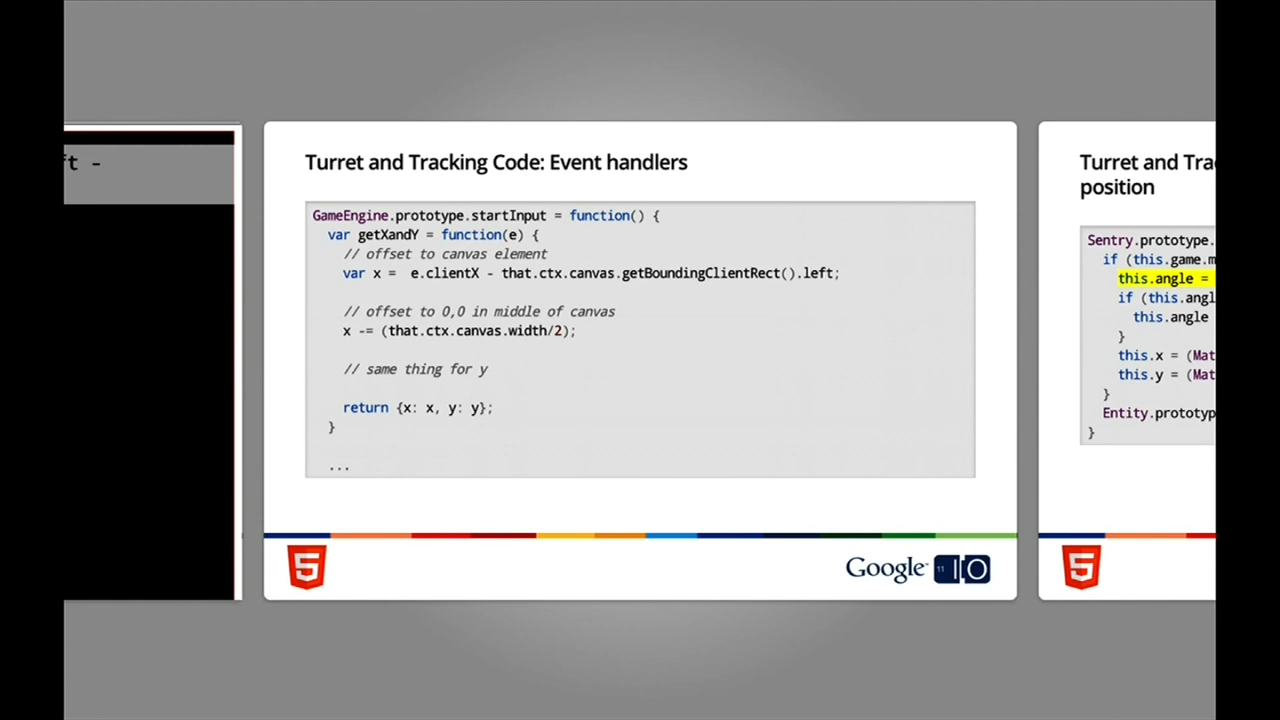 ft -
Turret and Tracking Code: Event handlers
GameEngine.prototype.startInput = function() {
var getXandY = function(e) {
// offset to canvas element
var x =  e.clientX - that.ctx.canvas.getBoundingClientRect().left;
// offset to 0,0 in middle of canvas
x -= (that.ctx.canvas.width/2);
// same thing for y
return {x: x, y: y};
}
...
Google 11 IO
Turret and Tra
position
Sentry.prototype.
if (this.game.m
this.angle =
if (this.angl
this.angle
}
this.x = (Mat
this.y = (Mat
}
Entity.prototyp
}